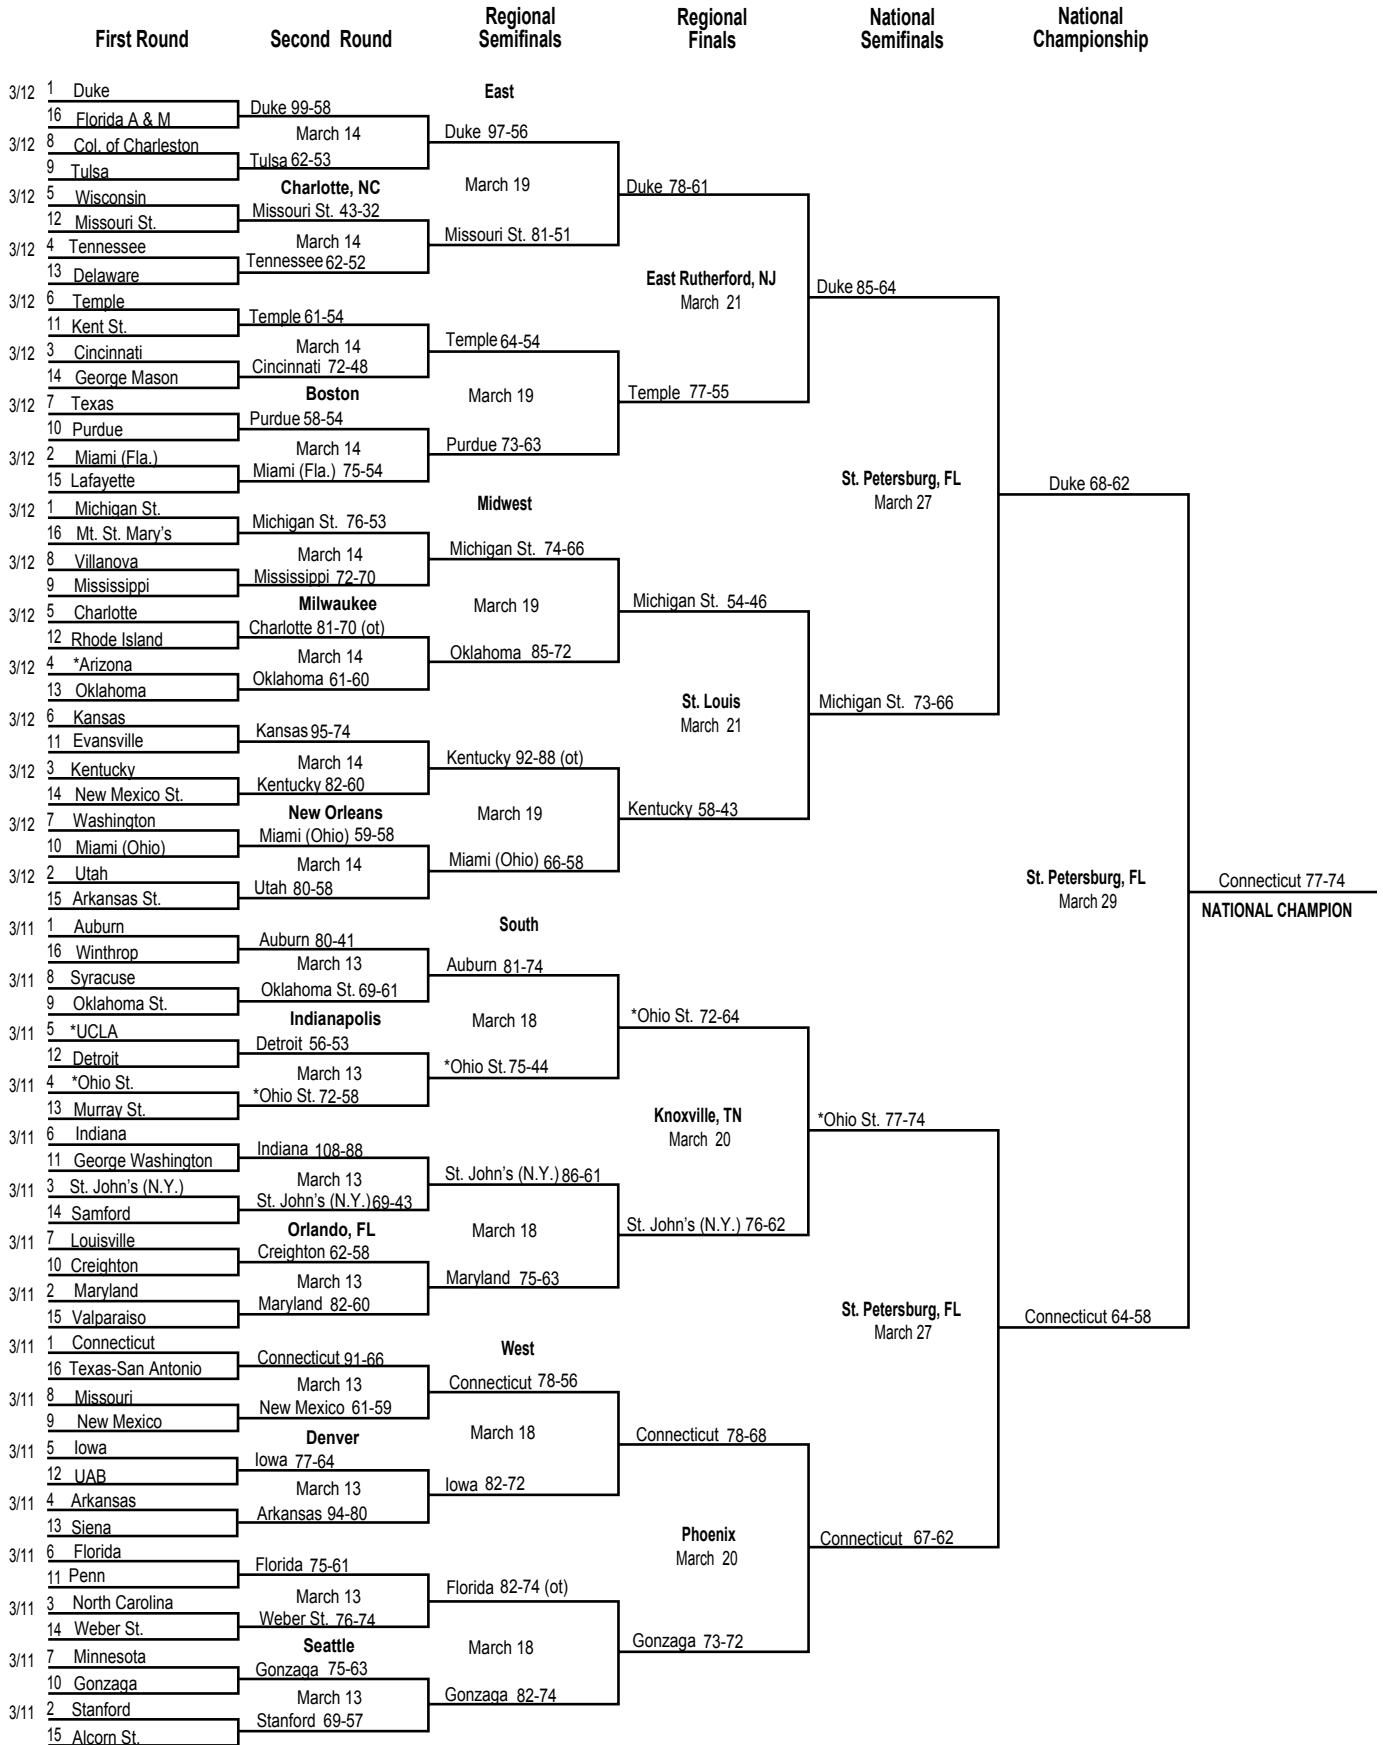 First Round Second Round Regional Semifinals Regional Finals National Semifinals National Championship
East
3/12 1 Duke
16 Florida A & M
Duke 99-58
March 14
Duke 97-56
3/12 8 Col. of Charleston
9 Tulsa
Tulsa 62-53
Charlotte, NC
March 19
Duke 78-61
3/12 5 Wisconsin
12 Missouri St.
Missouri St. 43-32
March 14
Missouri St. 81-51
3/12 4 Tennessee
13 Delaware
Tennessee 62-52
East Rutherford, NJ
March 21
Duke 85-64
3/12 6 Temple
11 Kent St.
Temple 61-54
March 14
Temple 64-54
3/12 3 Cincinnati
14 George Mason
Cincinnati 72-48
Boston
March 19
Temple 77-55
3/12 7 Texas
10 Purdue
Purdue 58-54
March 14
Purdue 73-63
3/12 2 Miami (Fla.)
15 Lafayette
Miami (Fla.) 75-54
St. Petersburg, FL
March 27
Duke 68-62
Midwest
3/12 1 Michigan St.
16 Mt. St. Mary's
Michigan St. 76-53
March 14
Michigan St. 74-66
3/12 8 Villanova
9 Mississippi
Mississippi 72-70
Milwaukee
March 19
Michigan St. 54-46
3/12 5 Charlotte
12 Rhode Island
Charlotte 81-70 (ot)
March 14
Oklahoma 85-72
3/12 4 *Arizona
13 Oklahoma
Oklahoma 61-60
St. Louis
March 21
Michigan St. 73-66
3/12 6 Kansas
11 Evansville
Kansas 95-74
March 14
Kentucky 92-88 (ot)
3/12 3 Kentucky
14 New Mexico St.
Kentucky 82-60
New Orleans
March 19
Kentucky 58-43
3/12 7 Washington
10 Miami (Ohio)
Miami (Ohio) 59-58
March 14
Miami (Ohio) 66-58
3/12 2 Utah
15 Arkansas St.
Utah 80-58
St. Petersburg, FL
March 29
Connecticut 77-74
NATIONAL CHAMPION
South
3/11 1 Auburn
16 Winthrop
Auburn 80-41
March 13
Auburn 81-74
3/11 8 Syracuse
9 Oklahoma St.
Oklahoma St. 69-61
Indianapolis
March 18
*Ohio St. 72-64
3/11 5 *UCLA
12 Detroit
Detroit 56-53
March 13
*Ohio St. 75-44
3/11 4 *Ohio St.
13 Murray St.
*Ohio St. 72-58
Knoxville, TN
March 20
*Ohio St. 77-74
3/11 6 Indiana
11 George Washington
Indiana 108-88
March 13
St. John's (N.Y.) 86-61
3/11 3 St. John's (N.Y.)
14 Samford
St. John's (N.Y.) 69-43
Orlando, FL
March 18
St. John's (N.Y.) 76-62
3/11 7 Louisville
10 Creighton
Creighton 62-58
March 13
Maryland 75-63
3/11 2 Maryland
15 Valparaiso
Maryland 82-60
St. Petersburg, FL
March 27
Connecticut 64-58
West
3/11 1 Connecticut
16 Texas-San Antonio
Connecticut 91-66
March 13
Connecticut 78-56
3/11 8 Missouri
9 New Mexico
New Mexico 61-59
Denver
March 18
Connecticut 78-68
3/11 5 Iowa
12 UAB
Iowa 77-64
March 13
Iowa 82-72
3/11 4 Arkansas
13 Siena
Arkansas 94-80
Phoenix
March 20
Connecticut 67-62
3/11 6 Florida
11 Penn
Florida 75-61
March 13
Florida 82-74 (ot)
3/11 3 North Carolina
14 Weber St.
Weber St. 76-74
Seattle
March 18
Gonzaga 73-72
3/11 7 Minnesota
10 Gonzaga
Gonzaga 75-63
March 13
Gonzaga 82-74
3/11 2 Stanford
15 Alcorn St.
Stanford 69-57